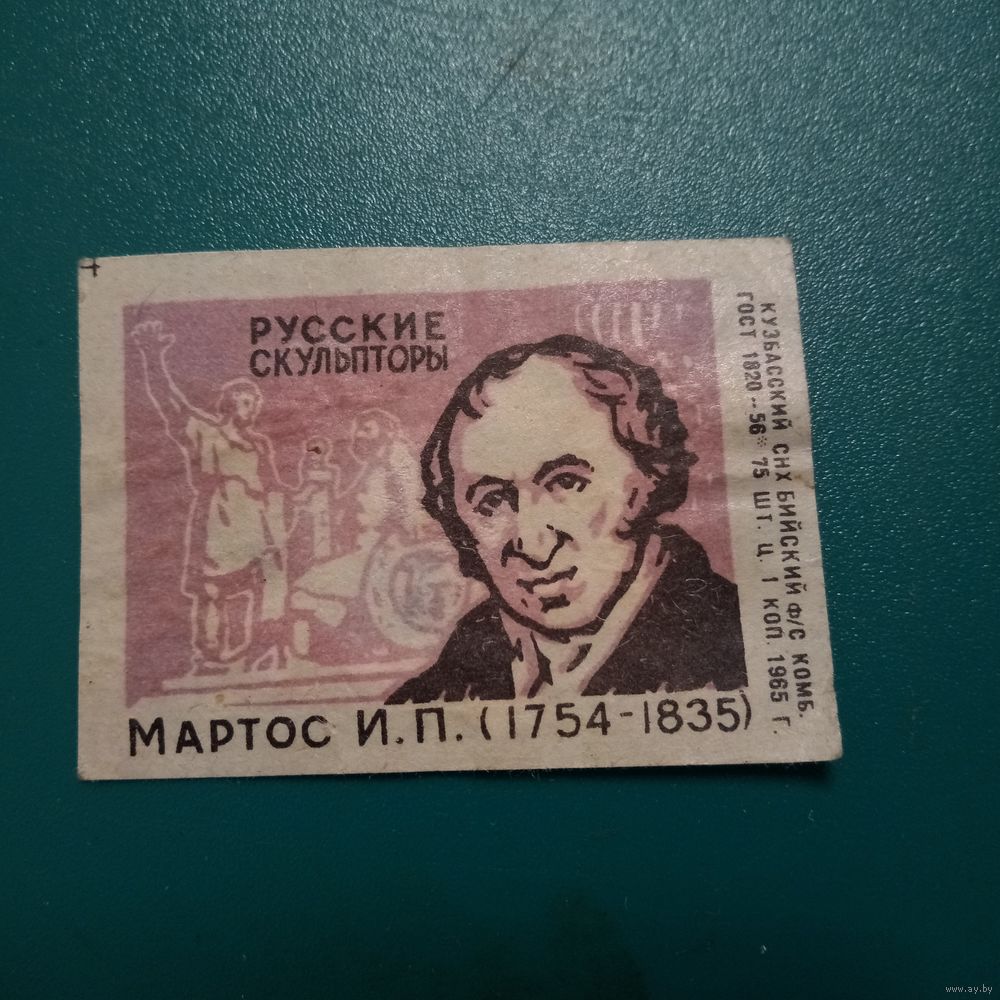 РУССКИЕ
СКУЛЬПТОРЫ
МАРТОС И.П. (1754-1835)
КУЗБАССКИЙ СНХ БИЙСКИЙ Ф/С КОМБ.
ГОСТ 1820--56* 75 ШТ. Ц. 1 КОП. 1965 Г.
www.ay.by